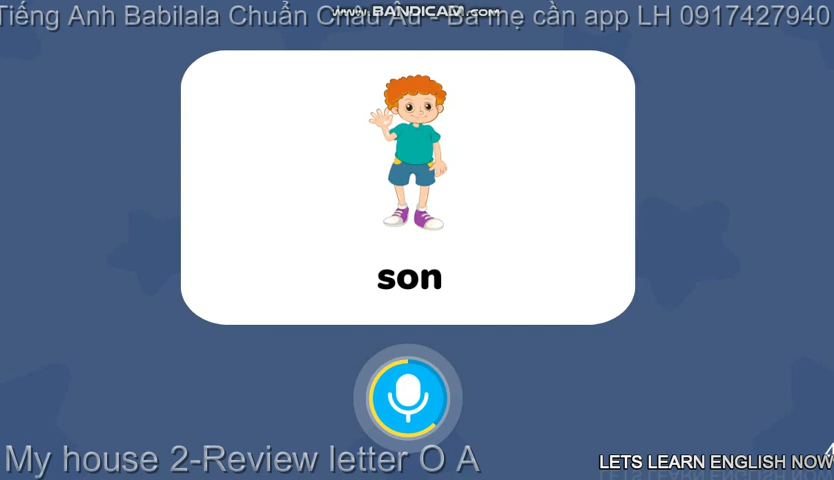 Tiếng Anh Babilala Chuẩn Châu Âu - Ba mẹ cần app LH 0917427940
www.BANDICAM.com
son
My house 2-Review letter O A
LETS LEARN ENGLISH NOW